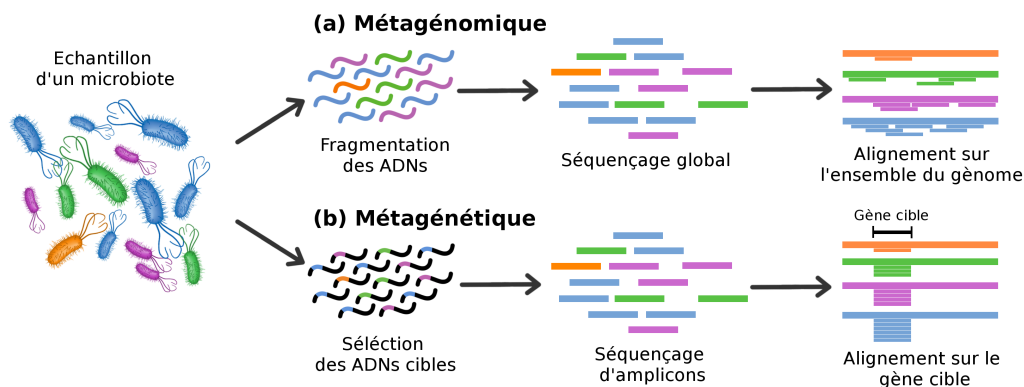 (a) Métagénomique
Echantillon
d'un microbiote
Fragmentation
des ADNs
Séquençage global
Alignement sur
l'ensemble du gènome
(b) Métagénétique
Gène cible
Séléction
des ADNs cibles
Séquençage
d'amplicons
Alignement sur le
gène cible